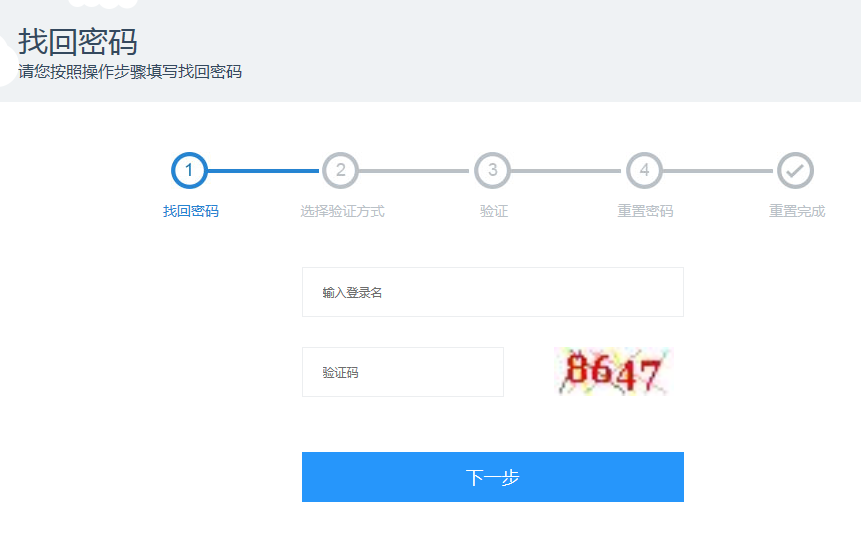 找回密码
请您按照操作步骤填写找回密码
1 2 3 4
找回密码 选择验证方式 验证 重置密码 重置完成
输入登录名
验证码 8647
下一步